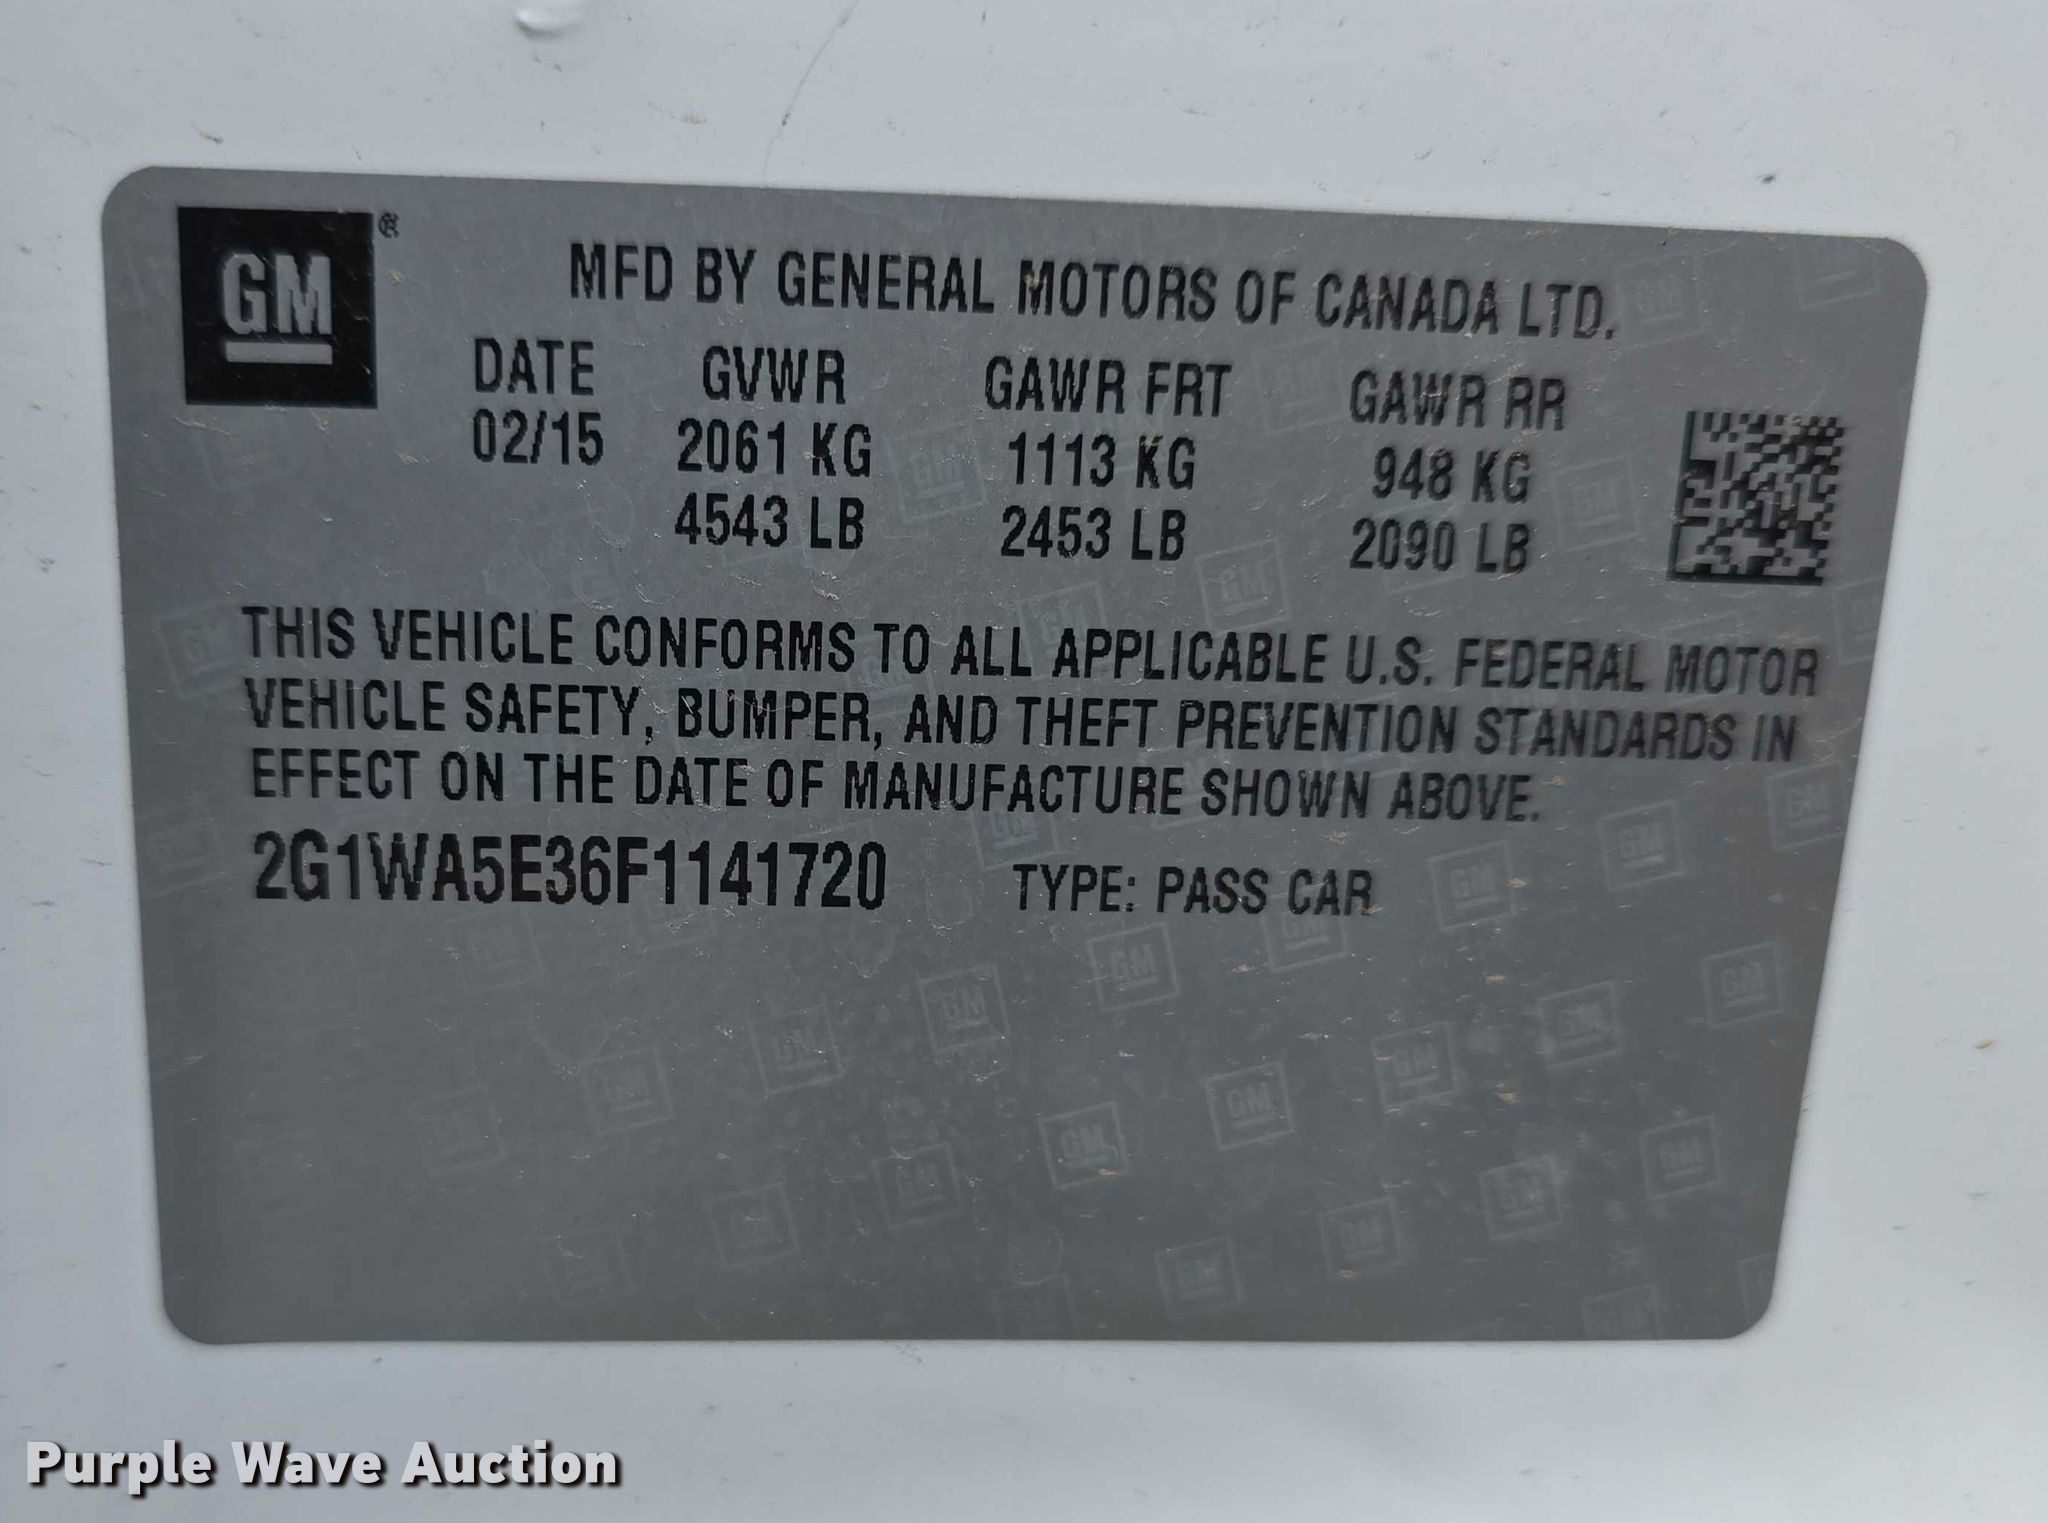 GM®
MFD BY GENERAL MOTORS OF CANADA LTD.
DATE GVWR GAWR FRT GAWR RR
02/15 2061 KG 1113 KG 948 KG
4543 LB 2453 LB 2090 LB
THIS VEHICLE CONFORMS TO ALL APPLICABLE U.S. FEDERAL MOTOR
VEHICLE SAFETY, BUMPER, AND THEFT PREVENTION STANDARDS IN
EFFECT ON THE DATE OF MANUFACTURE SHOWN ABOVE.
2G1WA5E36F1141720 TYPE: PASS CAR
Purple Wave Auction